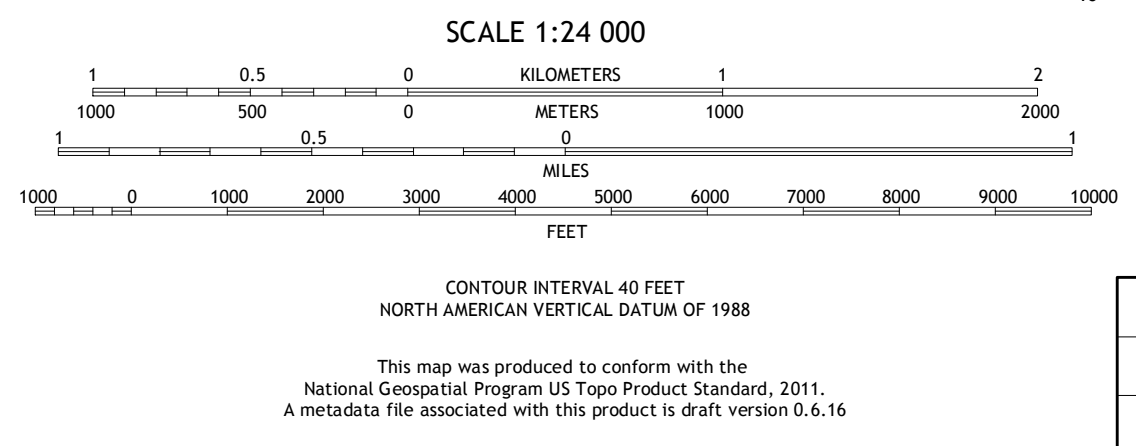 SCALE 1:24 000
1 0.5 0 KILOMETERS 1 2
1000 500 0 METERS 1000 2000
1 0.5 0 1
MILES
1000 0 1000 2000 3000 4000 5000 6000 7000 8000 9000 10000
FEET
CONTOUR INTERVAL 40 FEET
NORTH AMERICAN VERTICAL DATUM OF 1988
This map was produced to conform with the
National Geospatial Program US Topo Product Standard, 2011.
A metadata file associated with this product is draft version 0.6.16